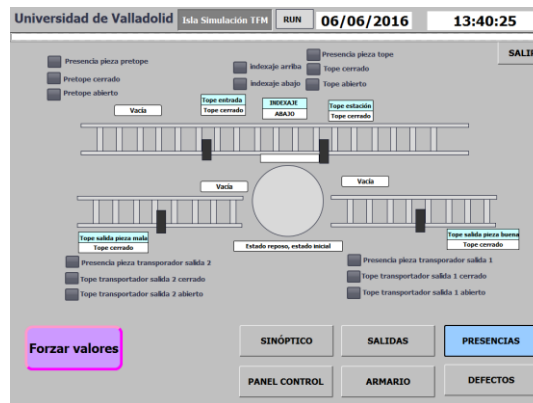 Universidad de Valladolid Isla Simulación TFM RUN 06/06/2016 13:40:25
SALIR
Presencia pieza pretope
Pretope cerrado
Pretope abierto
indexaje arriba
indexaje abajo
Presencia pieza tope
Tope cerrado
Tope abierto
Vacía
Tope entrada
Tope cerrado
INDEXAJE
ABAJO
Tope estación
Tope cerrado
Vacía
Vacía
Tope salida pieza mala
Tope cerrado
Estado reposo, estado inicial
Tope salida pieza buena
Tope cerrado
Presencia pieza transporador salida 2
Tope transportador salida 2 cerrado
Tope transportador salida 2 abierto
Presencia pieza transporador salida 1
Tope transportador salida 1 cerrado
Tope transportador salida 1 abierto
Forzar valores
SINÓPTICO SALIDAS PRESENCIAS
PANEL CONTROL ARMARIO DEFECTOS